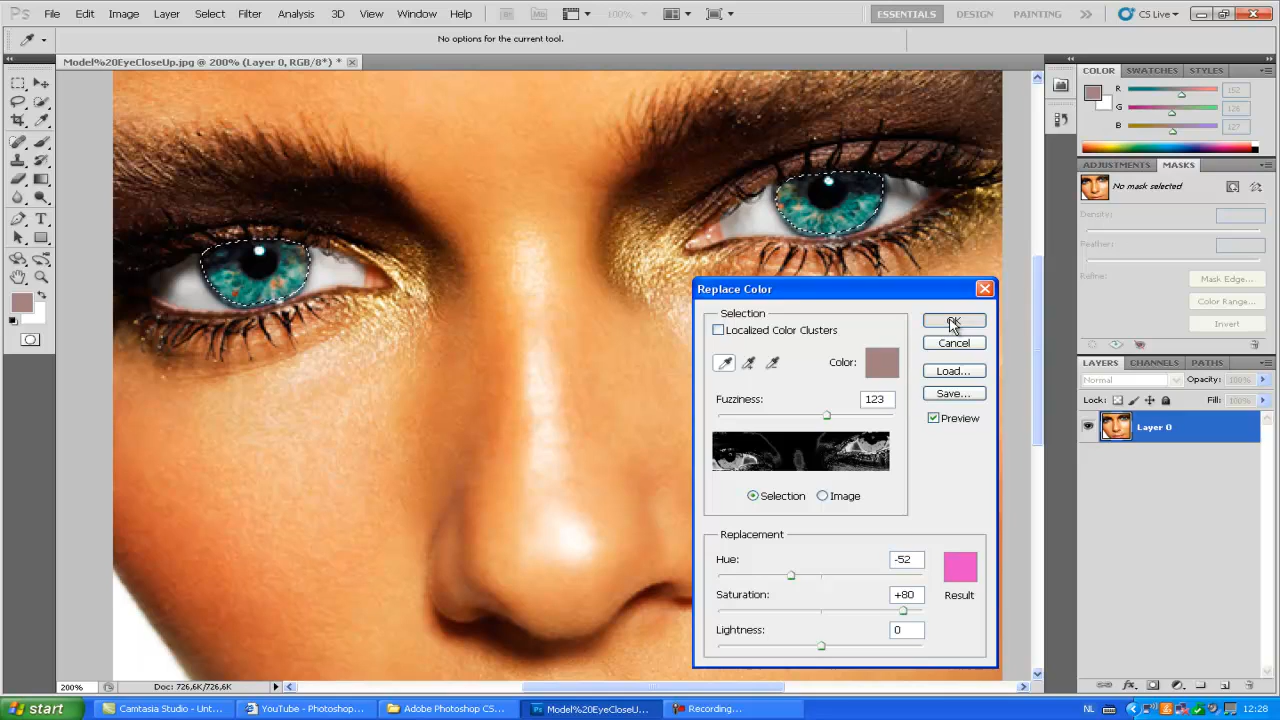 Ps File Edit Image Layer Select Filter Analysis 3D View Window Help Br Mb 100% ESSENTIALS DESIGN PAINTING CS Live
No options for the current tool.
Model%20EyeCloseUp.jpg @ 200% (Layer 0, RGB/8*) *
COLOR SWATCHES STYLES
R 152
G 126
B 127
ADJUSTMENTS MASKS
No mask selected
Density:
Feather:
Refine: Mask Edge...
Color Range...
Invert
LAYERS CHANNELS PATHS
Normal Opacity: 100%
Lock: Fill: 100%
Layer 0
Replace Color
Selection
Localized Color Clusters
Color:
Fuzziness: 123
Selection Image
OK
Cancel
Load...
Save...
Preview
Replacement
Hue: -52
Saturation: +80
Result
Lightness: 0
200% Doc: 726,6K/726,6K
start Camtasia Studio - Unt... YouTube - Photoshop... Adobe Photoshop CS... Model%20EyeCloseU... Recording... NL 12:28